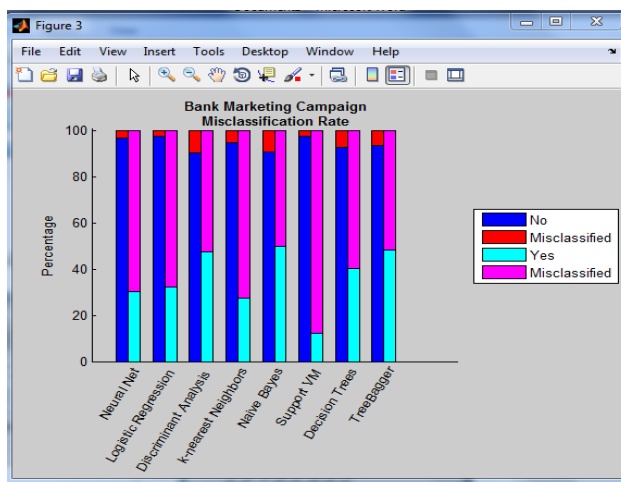 Figure 3
File Edit View Insert Tools Desktop Window Help
Bank Marketing Campaign
Misclassification Rate
100
80
60
40
20
0
Percentage
No
Misclassified
Yes
Misclassified
Neural Net
Logistic Regression
Discriminant Analysis
k-nearest Neighbors
Naive Bayes
Support VM
Decision Trees
TreeBagger